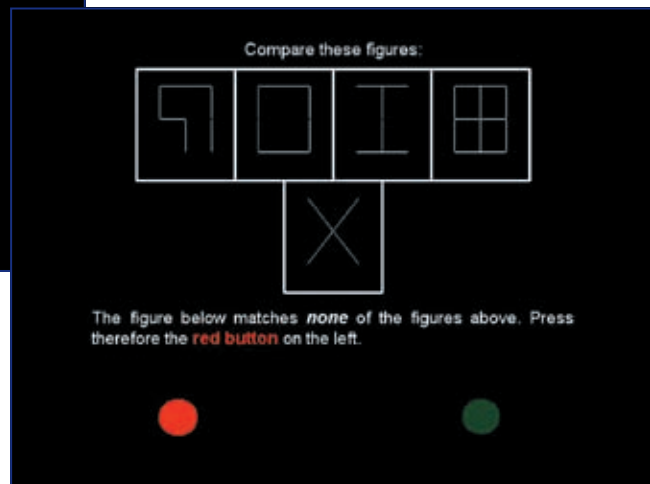 Compare these figures:
The figure below matches none of the figures above. Press
therefore the red button on the left.